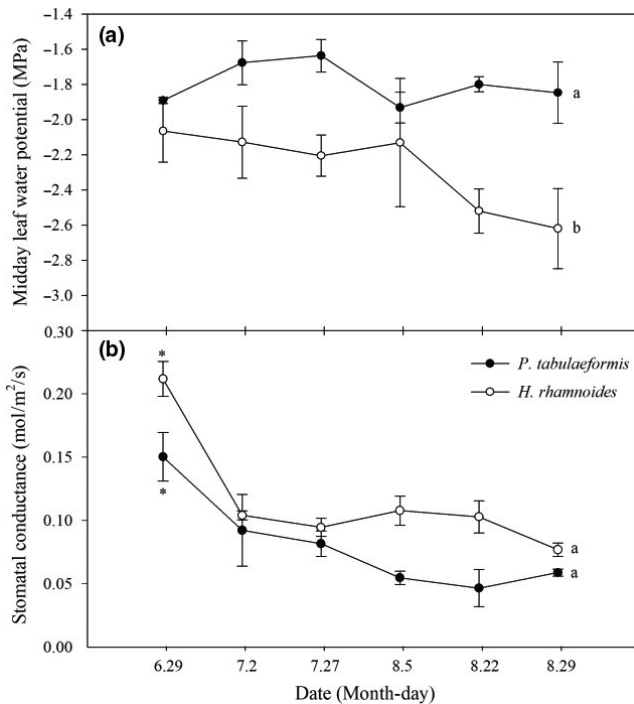 (a)
Midday leaf water potential (MPa)
−1.4
−1.6
−1.8
−2.0
−2.2
−2.4
−2.6
−2.8
−3.0
a
b
(b)
Stomatal conductance (mol/m²/s)
0.30
0.20
0.15
0.10
0.05
0.00
*
*
P. tabulaeformis
H. rhamnoides
a
a
6.29 7.2 7.27 8.5 8.22 8.29
Date (Month-day)